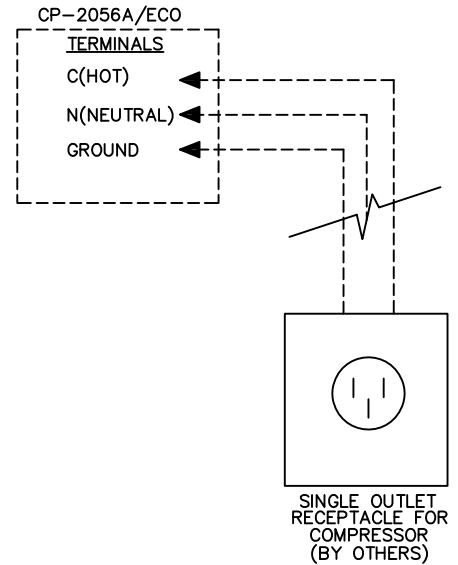 CP-2056A/ECO
TERMINALS
C(HOT)
N(NEUTRAL)
GROUND
SINGLE OUTLET
RECEPTACLE FOR
COMPRESSOR
(BY OTHERS)